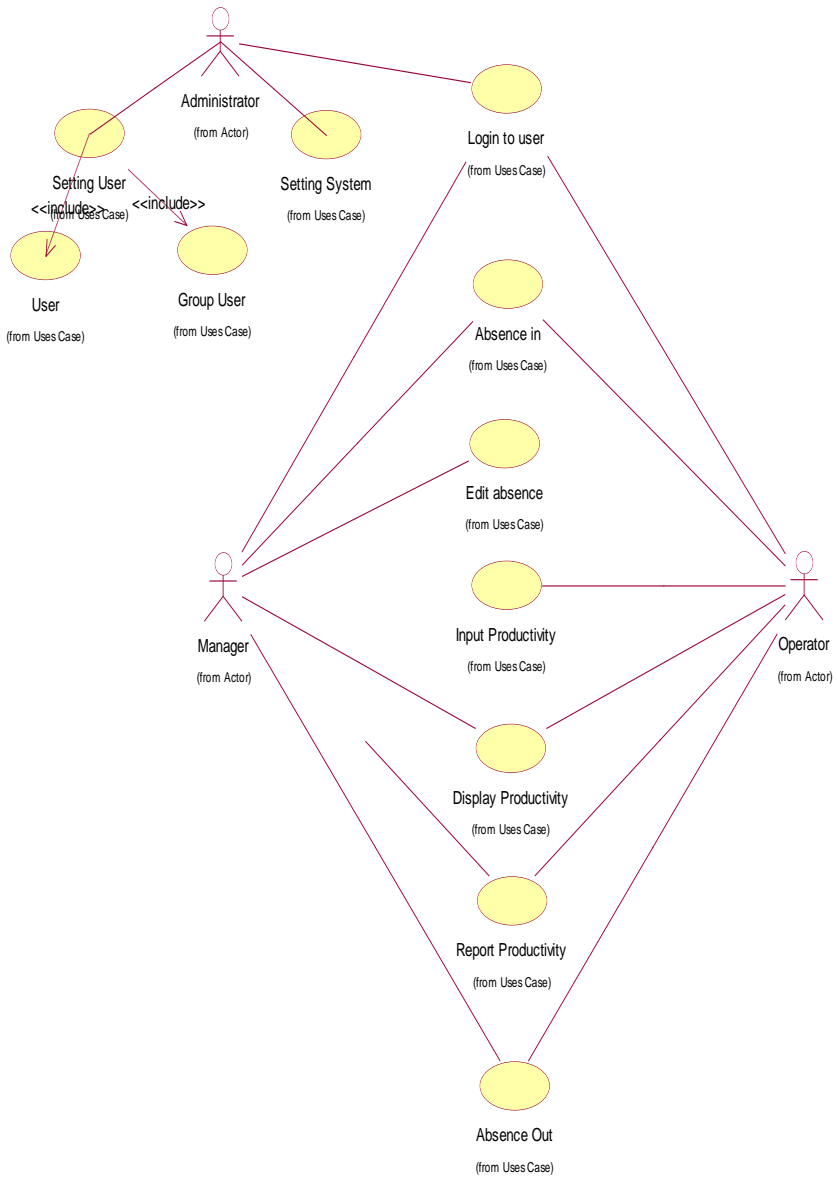 Administrator
(from Actor)
Login to user
(from Uses Case)
Setting User
(from Uses Case)
Setting System
(from Uses Case)
<<include>>
<<include>>
User
(from Uses Case)
Group User
(from Uses Case)
Absence in
(from Uses Case)
Edit absence
(from Uses Case)
Manager
(from Actor)
Input Productivity
(from Uses Case)
Operator
(from Actor)
Display Productivity
(from Uses Case)
Report Productivity
(from Uses Case)
Absence Out
(from Uses Case)